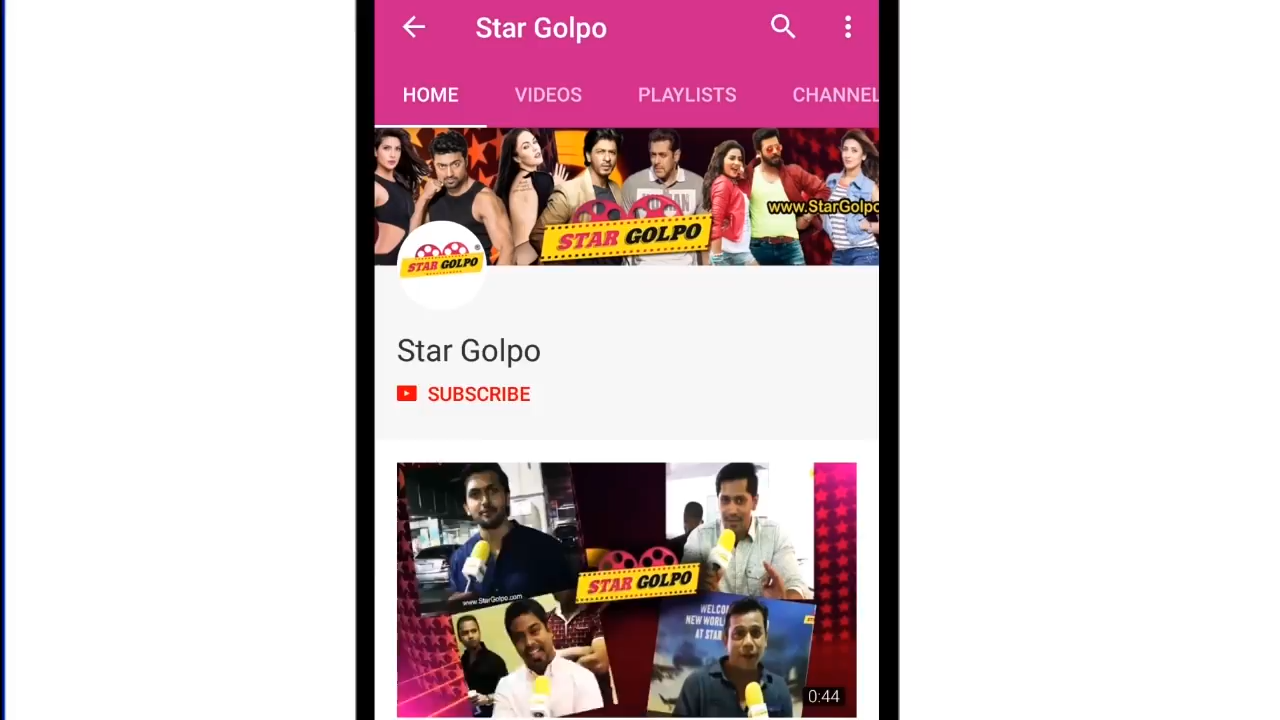 Star Golpo
HOME VIDEOS PLAYLISTS CHANNEL
www.StarGolpo
STAR GOLPO
STAR GOLPO
Star Golpo
SUBSCRIBE
STAR GOLPO
www.StarGolpo.com
WELCO
NEW WORL
AT STAR
0:44